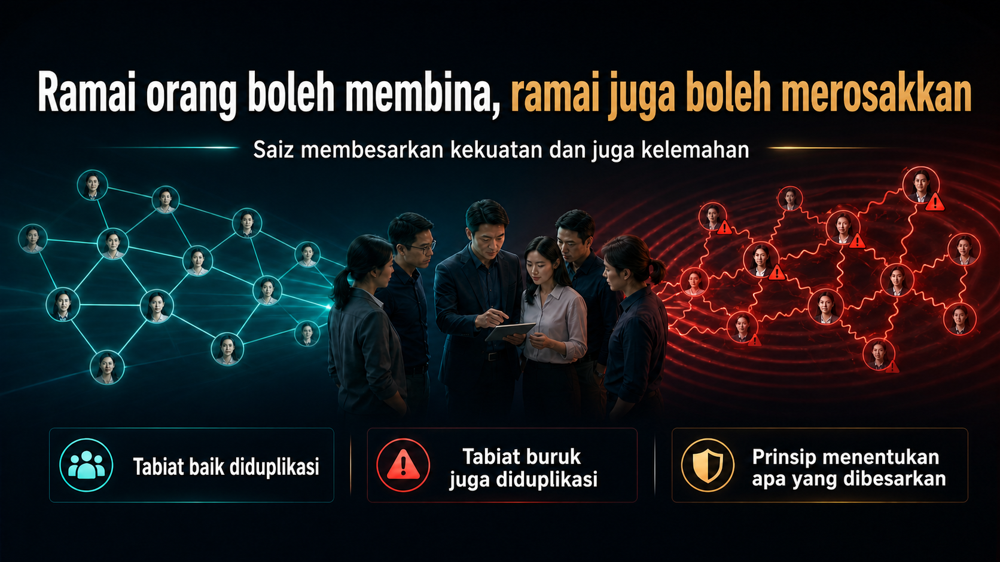 Ramai orang boleh membina, ramai juga boleh merosakkan
Saiz membesarkan kekuatan dan juga kelemahan
Tabiat baik diduplikasi
Tabiat buruk
juga diduplikasi
Prinsip menentukan
apa yang dibesarkan